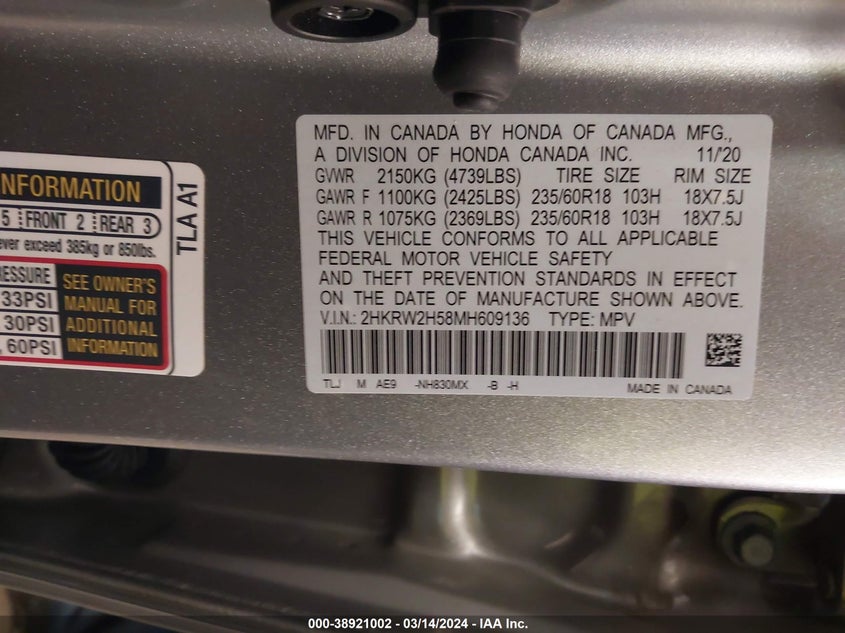 MFD. IN CANADA BY HONDA OF CANADA MFG.,
A DIVISION OF HONDA CANADA INC. 11/'20
GVWR 2150KG (4739LBS) TIRE SIZE RIM SIZE
GAWR F 1100KG (2425LBS) 235/60R18 103H 18X7.5J
GAWR R 1075KG (2369LBS) 235/60R18 103H 18X7.5J
THIS VEHICLE CONFORMS TO ALL APPLICABLE
FEDERAL MOTOR VEHICLE SAFETY
AND THEFT PREVENTION STANDARDS IN EFFECT
ON THE DATE OF MANUFACTURE SHOWN ABOVE.
V.I.N.: 2HKRW2H58MH609136 TYPE: MPV
TLJ M AE9 -NH830MX -B -H MADE IN CANADA
INFORMATION
5 FRONT 2 REAR 3
exceed 385kg or 850lbs.
SEE OWNER'S
33PSI MANUAL FOR
30PSI ADDITIONAL
60PSI INFORMATION
TLA A1
000-38921002 - 03/14/2024 - IAA Inc.